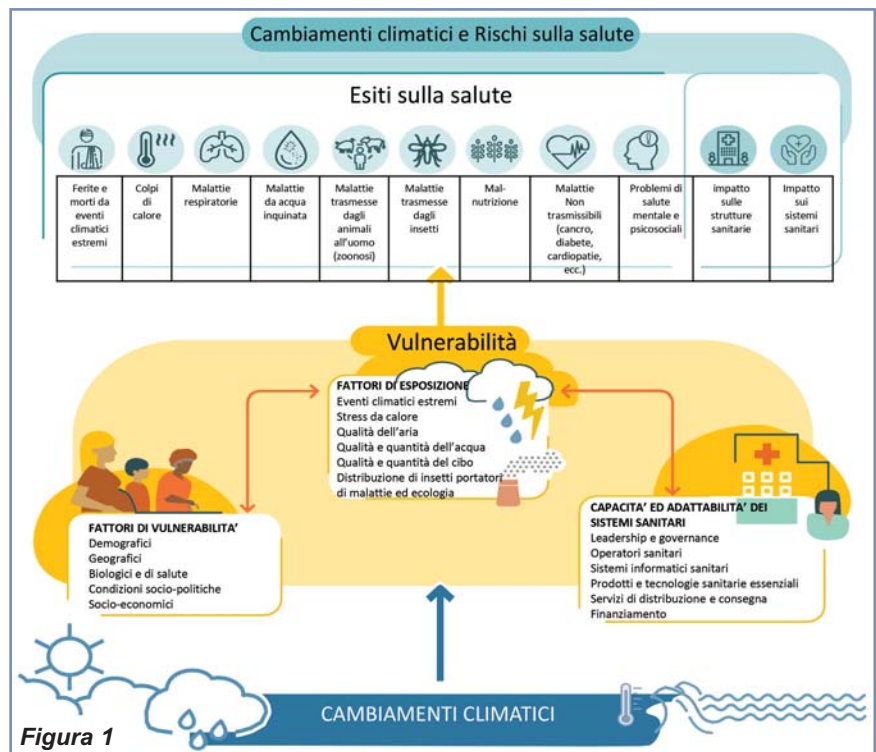 Cambiamenti climatici e Rischi sulla salute
Esiti sulla salute
Ferite e
morti da
eventi
climatici
estremi
Colpi
di
calore
Malattie
respiratorie
Malattie
da acqua
inquinata
Malattie
trasmesse
dagli
animali
all'uomo
(zoonosi)
Malattie
trasmesse
dagli
insetti
Mal-
nutrizione
Malattie
Non
trasmissibili
(cancro,
diabete,
cardiopatie,
ecc.)
Problemi di
salute
mentale e
psicosociali
impatto
sulle
strutture
sanitarie
Impatto
sui
sistemi
sanitari
Vulnerabilità
FATTORI DI ESPOSIZIONE
Eventi climatici estremi
Stress da calore
Qualità dell'aria
Qualità e quantità dell'acqua
Qualità e quantità del cibo
Distribuzione di insetti portatori
di malattie ed ecologia
FATTORI DI VULNERABILITA'
Demografici
Geografici
Biologici e di salute
Condizioni socio-politiche
Socio-economici
CAPACITA' ED ADATTABILITA' DEI
SISTEMI SANITARI
Leadership e governance
Operatori sanitari
Sistemi informatici sanitari
Prodotti e tecnologie sanitarie essenziali
Servizi di distribuzione e consegna
Finanziamento
CAMBIAMENTI CLIMATICI
Figura 1